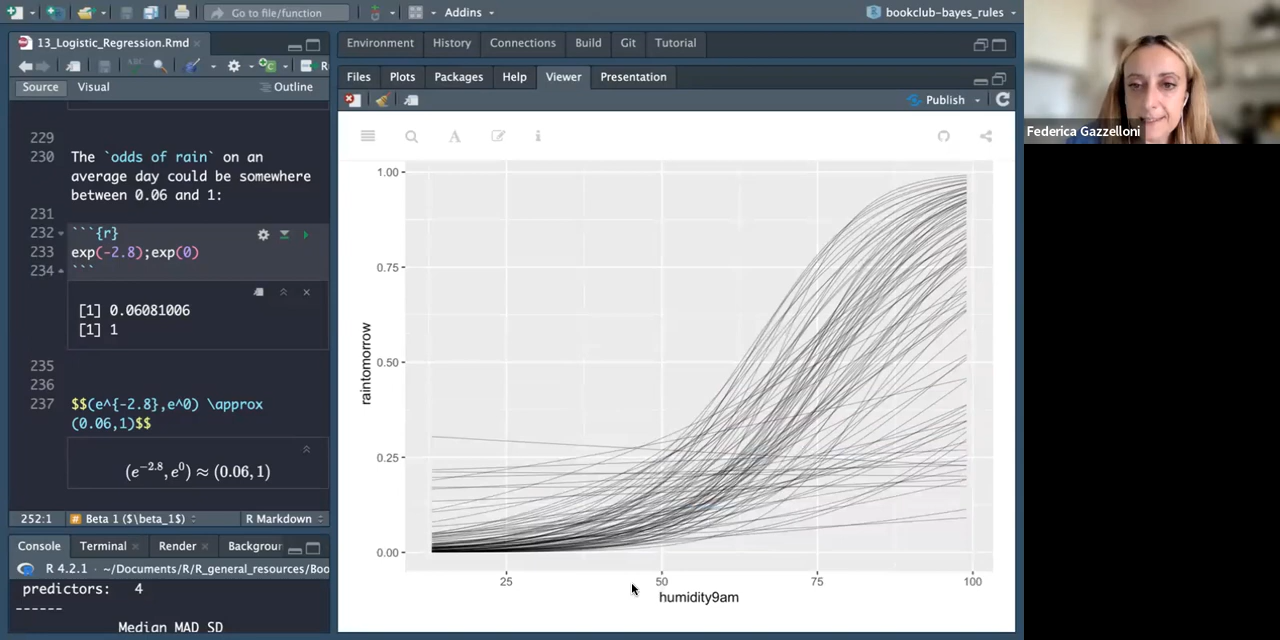 Go to file/function
Addins
bookclub-bayes_rules
13_Logistic_Regression.Rmd
ABC
R
Source
Visual
Outline
229
230 The `odds of rain` on an
average day could be somewhere
between 0.06 and 1:
231
232 ```{r}
233 exp(-2.8);exp(0)
234 ```
[1] 0.06081006
[1] 1
235
236
237 $$(e^{-2.8},e^0) \approx
(0.06,1)$$
(e^{-2.8}, e^0) ≈ (0.06, 1)
252:1
# Beta 1 ($\beta_1$)
R Markdown
Console
Terminal
Render
Backgroun
R 4.2.1 · ~/Documents/R/R_general_resources/Boo
predictors: 4
------
Median MAD SD
Environment
History
Connections
Build
Git
Tutorial
Files
Plots
Packages
Help
Viewer
Presentation
Publish
A
i
1.00
0.75
0.50
0.25
0.00
raintomorrow
25
50
75
100
humidity9am
Federica Gazzelloni